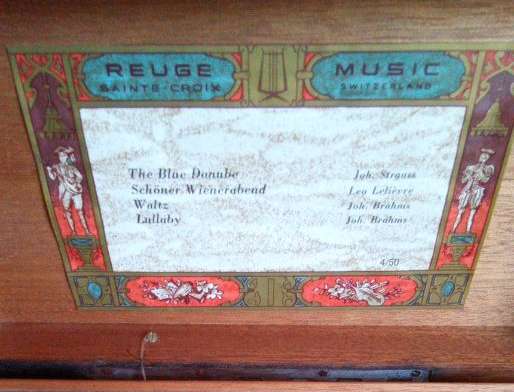 REUGE MUSIC
SAINTE-CROIX SWITZERLAND
The Blue Danube Joh. Strauss
Schöner Wienerabend Leo Lelièvre
Waltz Joh. Brahms
Lullaby Joh. Brahms
4/50